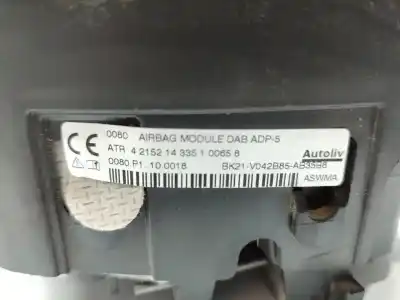 0080 AIRBAG MODULE DAB ADP-5
CE ATR 4 2152 14 335 1 0065 8 Autoliv
0080.P1..10.0018 BK21-V042B85-AB35B8
ASWMA